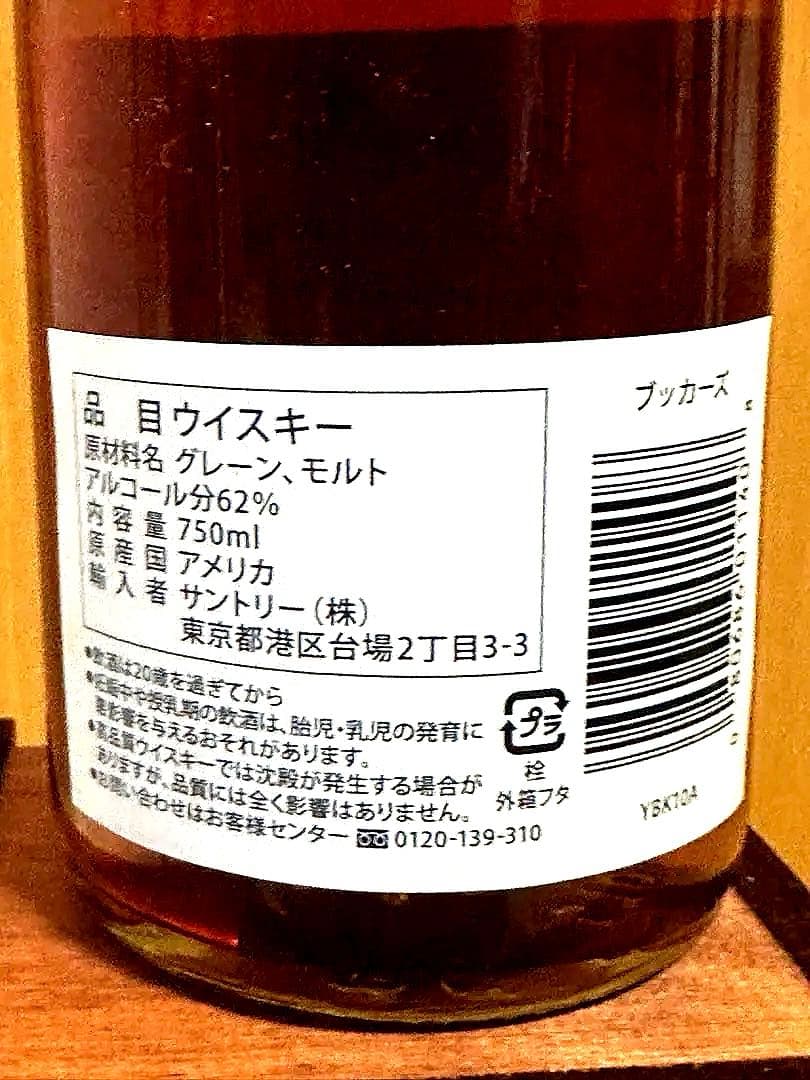 品 目 ウイスキー
原材料名 グレーン、モルト
アルコール分62%
内容量 750ml
原産国 アメリカ
輸入者 サントリー(株)
東京都港区台場2丁目3-3
●飲酒は20歳を過ぎてから
●妊娠中や授乳期の飲酒は、胎児・乳児の発育に
悪影響を与えるおそれがあります。
●高品質ウイスキーでは沈殿が発生する場合が
ありますが、品質には全く影響はありません。
●お問い合わせはお客様センター 0120-139-310
プラ
栓
外箱フタ
ブッカーズ
YBK10A